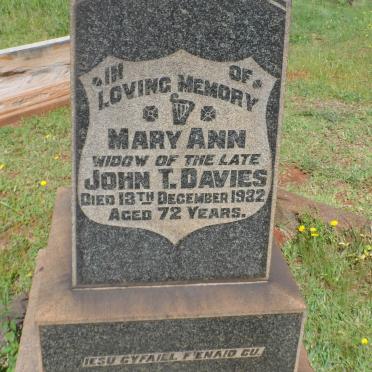 IN OF
LOVING MEMORY
MARY ANN
WIDOW OF THE LATE
JOHN T. DAVIES
DIED 13TH DECEMBER 1932
AGED 72 YEARS.
IESU CYFAILL F'ENAID CU.